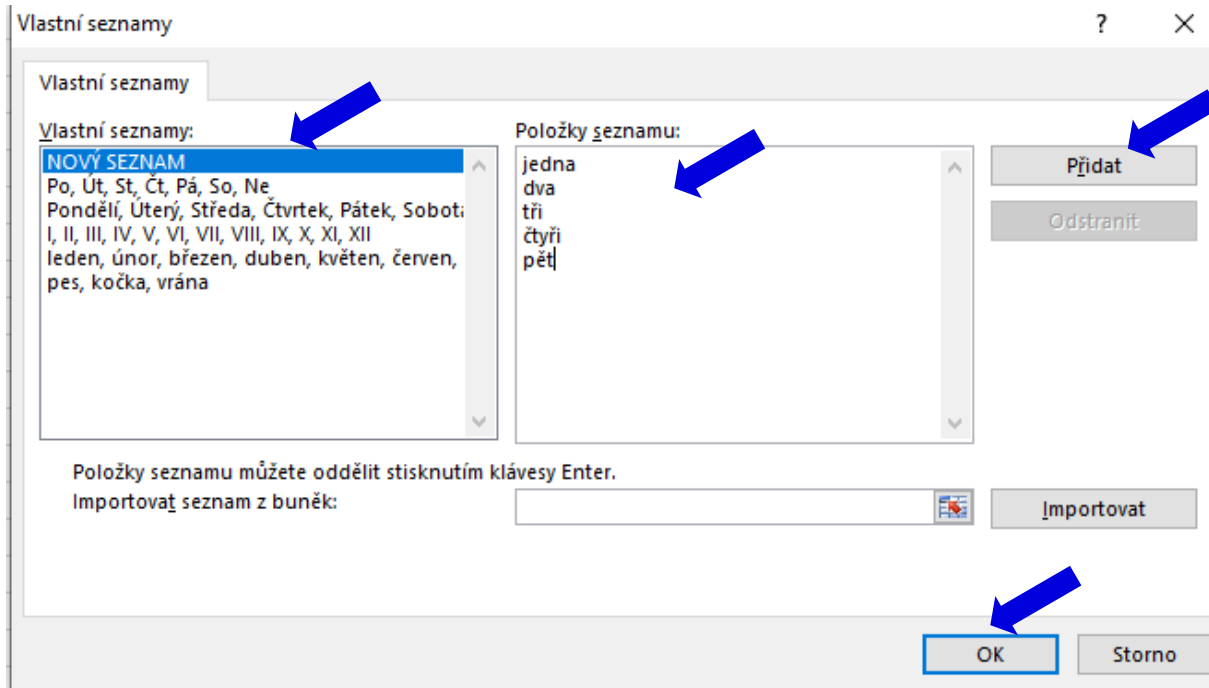 Vlastní seznamy
?
Vlastní seznamy
Vlastní seznamy:
NOVÝ SEZNAM
Po, Út, St, Čt, Pá, So, Ne
Pondělí, Úterý, Středa, Čtvrtek, Pátek, Sobota
I, II, III, IV, V, VI, VII, VIII, IX, X, XI, XII
leden, únor, březen, duben, květen, červen,
pes, kočka, vrána
Položky seznamu:
jedna
dva
tři
čtyři
pět
Přidat
Odstranit
Položky seznamu můžete oddělit stisknutím klávesy Enter.
Importovat seznam z buněk:
Importovat
OK
Storno